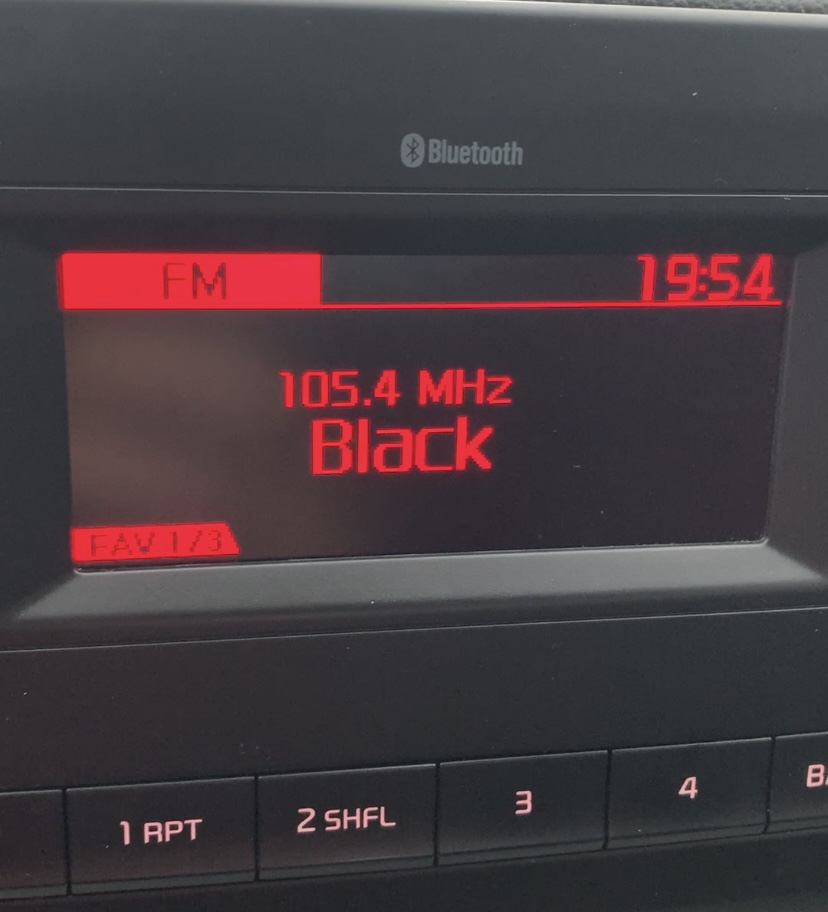 Bluetooth
FM 19:54
105.4 MHz
Black
FAV 1/3
1 RPT 2 SHFL 3 4